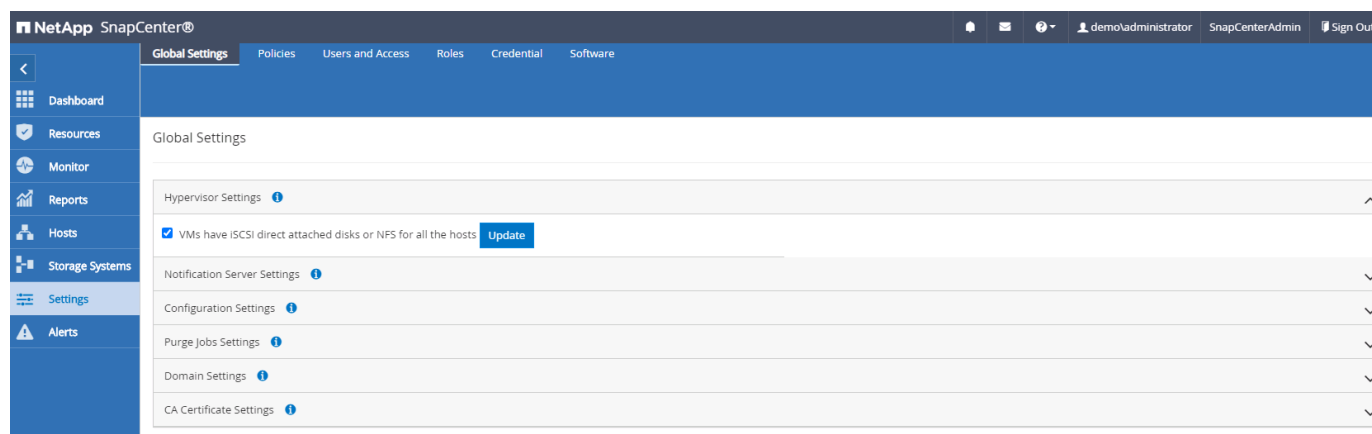 NetApp SnapCenter®
demo\administrator SnapCenterAdmin Sign Out
Global Settings Policies Users and Access Roles Credential Software
Dashboard
Resources
Monitor
Reports
Hosts
Storage Systems
Settings
Alerts
Global Settings
Hypervisor Settings
VMs have iSCSI direct attached disks or NFS for all the hosts Update
Notification Server Settings
Configuration Settings
Purge Jobs Settings
Domain Settings
CA Certificate Settings